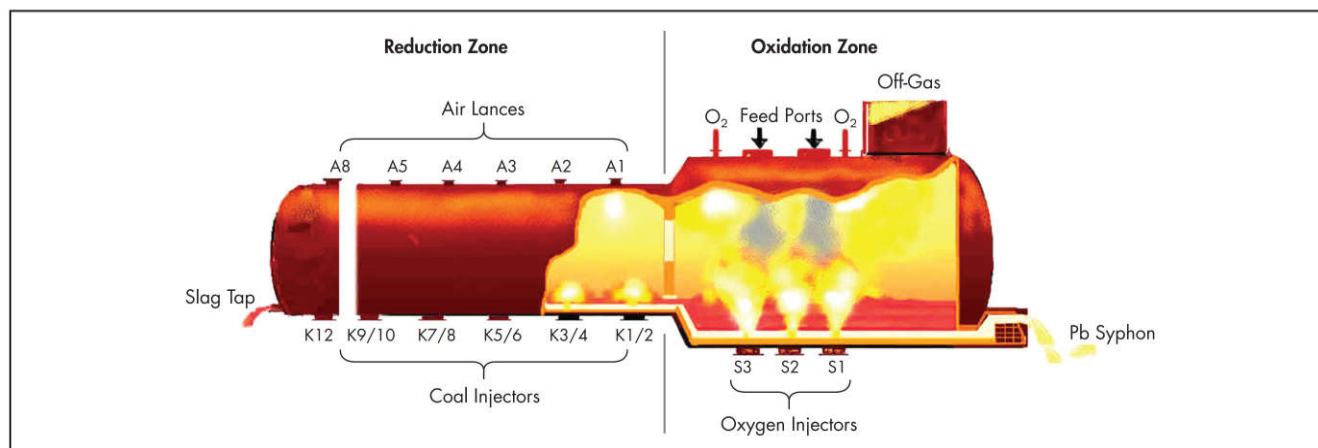 Reduction Zone
Oxidation Zone
Off-Gas
Air Lances
O2 Feed Ports O2
A8 A5 A4 A3 A2 A1
Slag Tap
K12 K9/10 K7/8 K5/6 K3/4 K1/2
Pb Syphon
S3 S2 S1
Coal Injectors
Oxygen Injectors